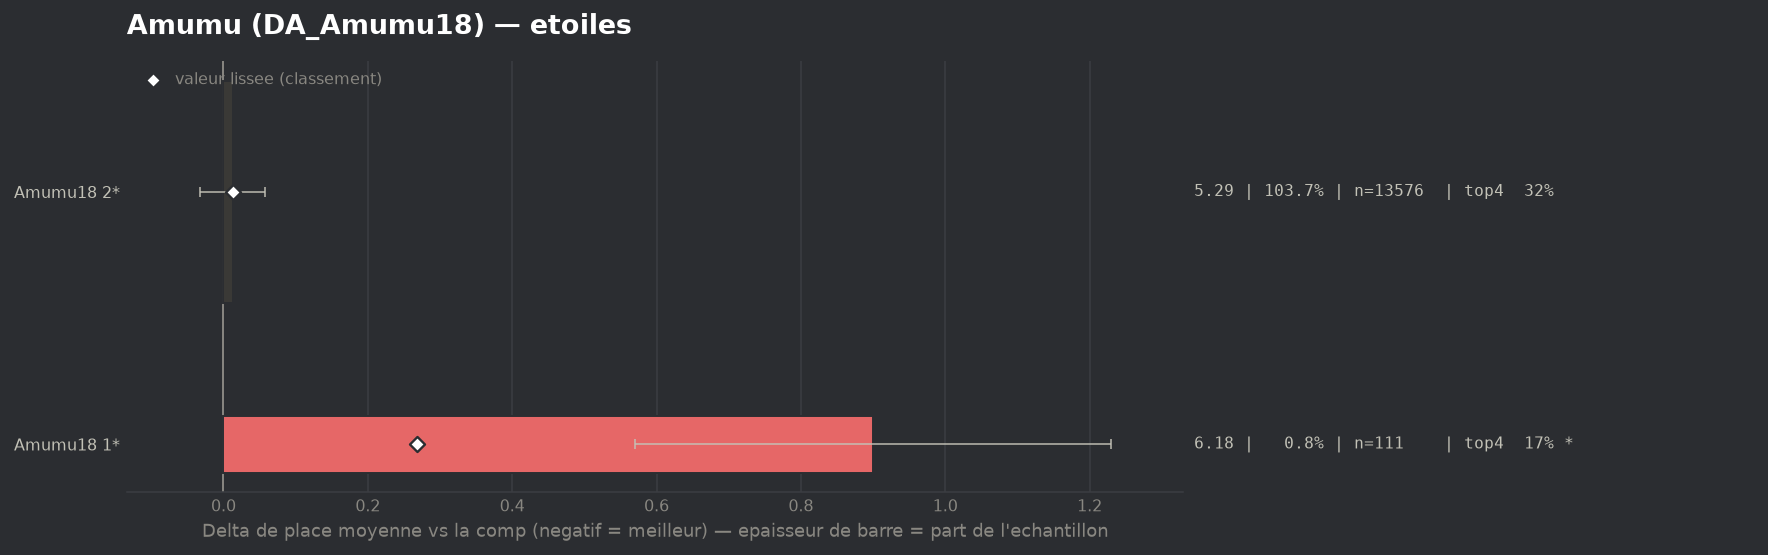 Amumu (DA_Amumu18) — etoiles
valeur lissee (classement)
Amumu18 2*
5.29 | 103.7% | n=13576 | top4 32%
Amumu18 1*
6.18 | 0.8% | n=111 | top4 17% *
0.0 0.2 0.4 0.6 0.8 1.0 1.2
Delta de place moyenne vs la comp (negatif = meilleur) — epaisseur de barre = part de l'echantillon